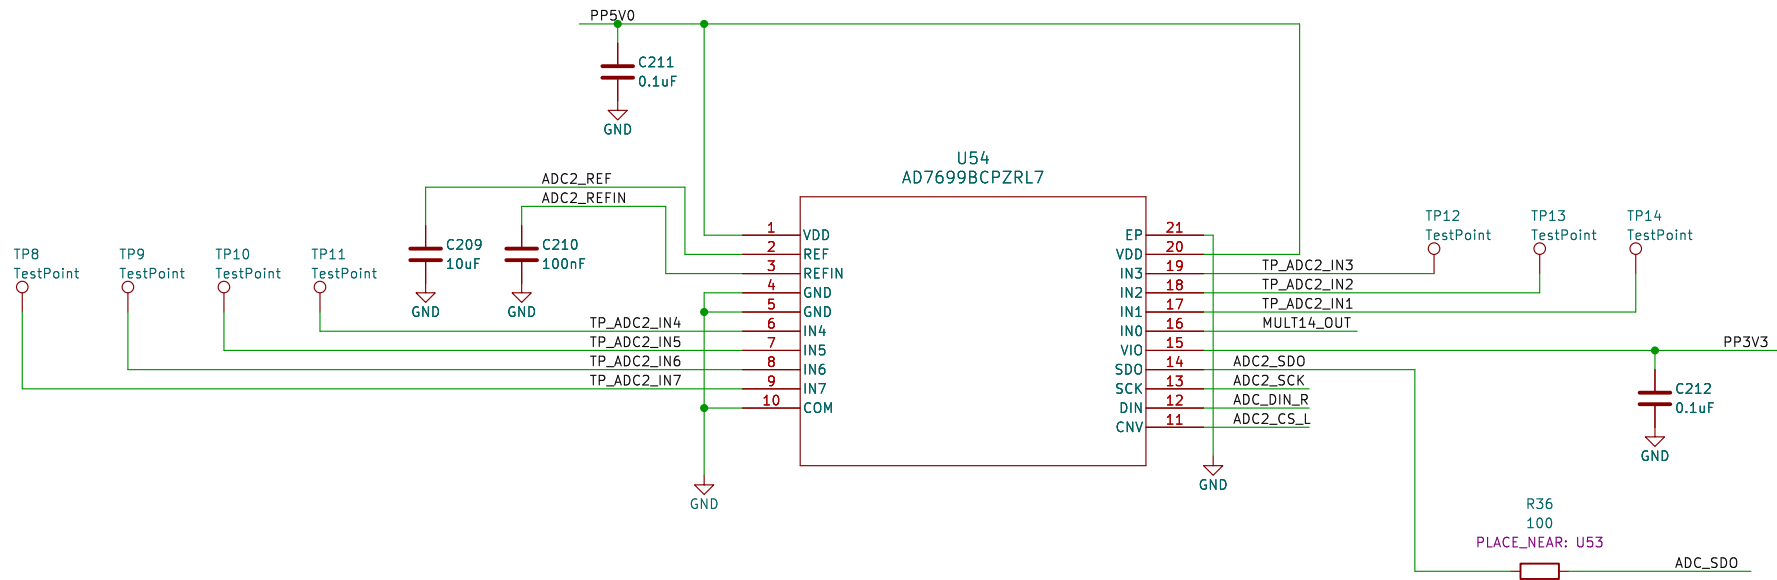 PP5V0
C211
0.1uF
GND
U54
AD7699BCPZRL7
ADC2_REF
ADC2_REFIN
C209
10uF
GND
C210
100nF
GND
TP8
TestPoint
TP9
TestPoint
TP10
TestPoint
TP11
TestPoint
TP12
TestPoint
TP13
TestPoint
TP14
TestPoint
1 VDD
2 REF
3 REFIN
4 GND
5 GND
TP_ADC2_IN4 6 IN4
TP_ADC2_IN5 7 IN5
TP_ADC2_IN6 8 IN6
TP_ADC2_IN7 9 IN7
10 COM
GND
EP 21
VDD 20
IN3 19 TP_ADC2_IN3
IN2 18 TP_ADC2_IN2
IN1 17 TP_ADC2_IN1
IN0 16 MULT14_OUT
VIO 15 PP3V3
SDO 14 ADC2_SDO
SCK 13 ADC2_SCK
DIN 12 ADC_DIN_R
CNV 11 ADC2_CS_L
GND
C212
0.1uF
GND
R36
100
PLACE_NEAR: U53
ADC_SDO